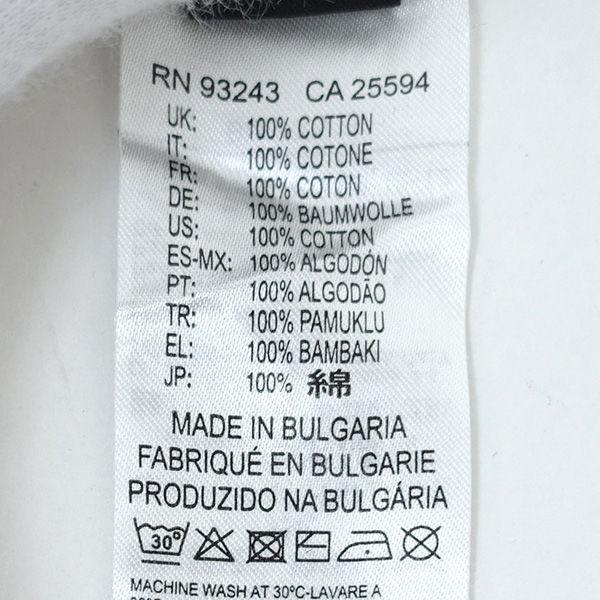 RN 93243 CA 25594
UK: 100% COTTON
IT: 100% COTONE
FR: 100% COTON
DE: 100% BAUMWOLLE
US: 100% COTTON
ES-MX: 100% ALGODÓN
PT: 100% ALGODÃO
TR: 100% PAMUKLU
EL: 100% BAMBAKI
JP: 100% 綿
MADE IN BULGARIA
FABRIQUÉ EN BULGARIE
PRODUZIDO NA BULGÁRIA
30°
MACHINE WASH AT 30ºC-LAVARE A